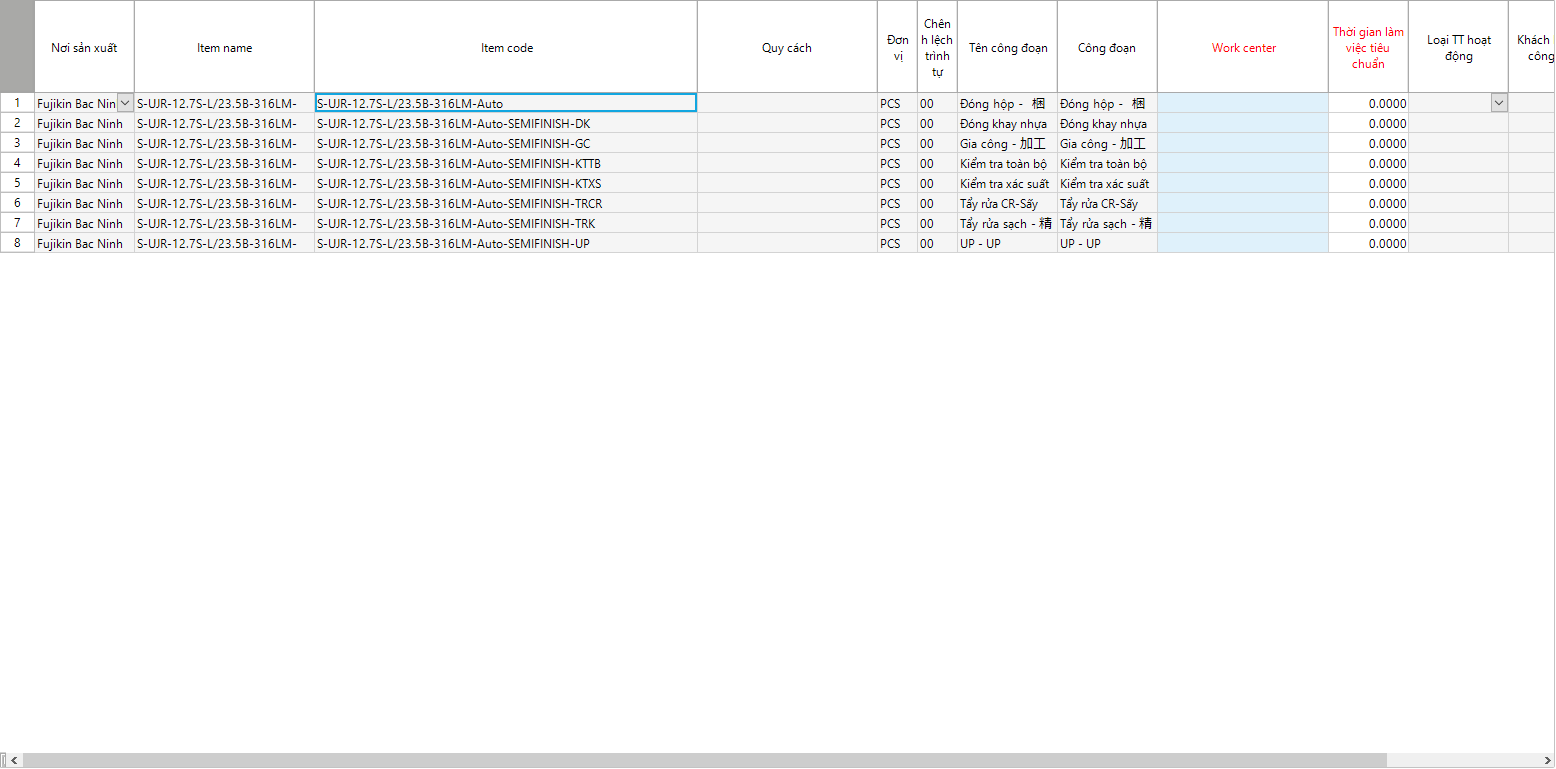 Nơi sản xuất Item name Item code Quy cách Đơn vị Chênh lệch trình tự Tên công đoạn Công đoạn Work center Thời gian làm việc tiêu chuẩn Loại TT hoạt động Khách công
1 Fujikin Bac Nin S-UJR-12.7S-L/23.5B-316LM- S-UJR-12.7S-L/23.5B-316LM-Auto PCS 00 Đóng hộp - 梱 Đóng hộp - 梱 0.0000
2 Fujikin Bac Ninh S-UJR-12.7S-L/23.5B-316LM- S-UJR-12.7S-L/23.5B-316LM-Auto-SEMIFINISH-DK PCS 00 Đóng khay nhựa Đóng khay nhựa 0.0000
3 Fujikin Bac Ninh S-UJR-12.7S-L/23.5B-316LM- S-UJR-12.7S-L/23.5B-316LM-Auto-SEMIFINISH-GC PCS 00 Gia công - 加工 Gia công - 加工 0.0000
4 Fujikin Bac Ninh S-UJR-12.7S-L/23.5B-316LM- S-UJR-12.7S-L/23.5B-316LM-Auto-SEMIFINISH-KTTB PCS 00 Kiểm tra toàn bộ Kiểm tra toàn bộ 0.0000
5 Fujikin Bac Ninh S-UJR-12.7S-L/23.5B-316LM- S-UJR-12.7S-L/23.5B-316LM-Auto-SEMIFINISH-KTXS PCS 00 Kiểm tra xác suất Kiểm tra xác suất 0.0000
6 Fujikin Bac Ninh S-UJR-12.7S-L/23.5B-316LM- S-UJR-12.7S-L/23.5B-316LM-Auto-SEMIFINISH-TRCR PCS 00 Tẩy rửa CR-Sấy Tẩy rửa CR-Sấy 0.0000
7 Fujikin Bac Ninh S-UJR-12.7S-L/23.5B-316LM- S-UJR-12.7S-L/23.5B-316LM-Auto-SEMIFINISH-TRK PCS 00 Tẩy rửa sạch - 精 Tẩy rửa sạch - 精 0.0000
8 Fujikin Bac Ninh S-UJR-12.7S-L/23.5B-316LM- S-UJR-12.7S-L/23.5B-316LM-Auto-SEMIFINISH-UP PCS 00 UP - UP UP - UP 0.0000